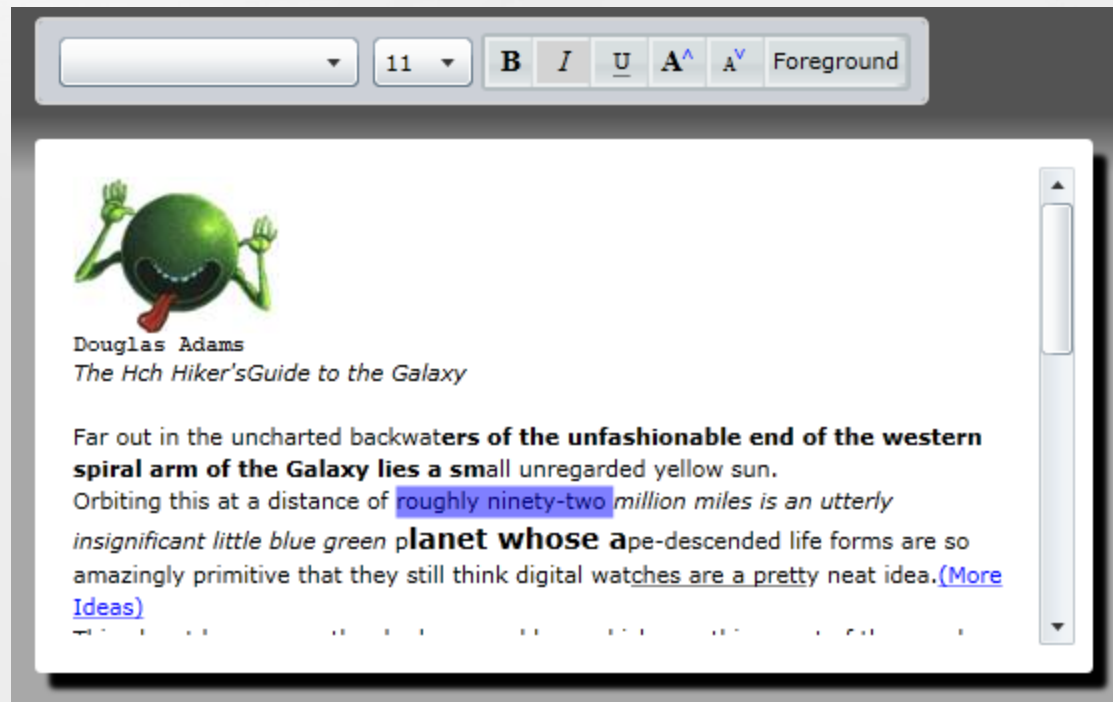 11 B I U A^ A˅ Foreground
Douglas Adams
The Hch Hiker'sGuide to the Galaxy
Far out in the uncharted backwaters of the unfashionable end of the western
spiral arm of the Galaxy lies a small unregarded yellow sun.
Orbiting this at a distance of roughly ninety-two million miles is an utterly
insignificant little blue green planet whose ape-descended life forms are so
amazingly primitive that they still think digital watches are a pretty neat idea.(More
Ideas)